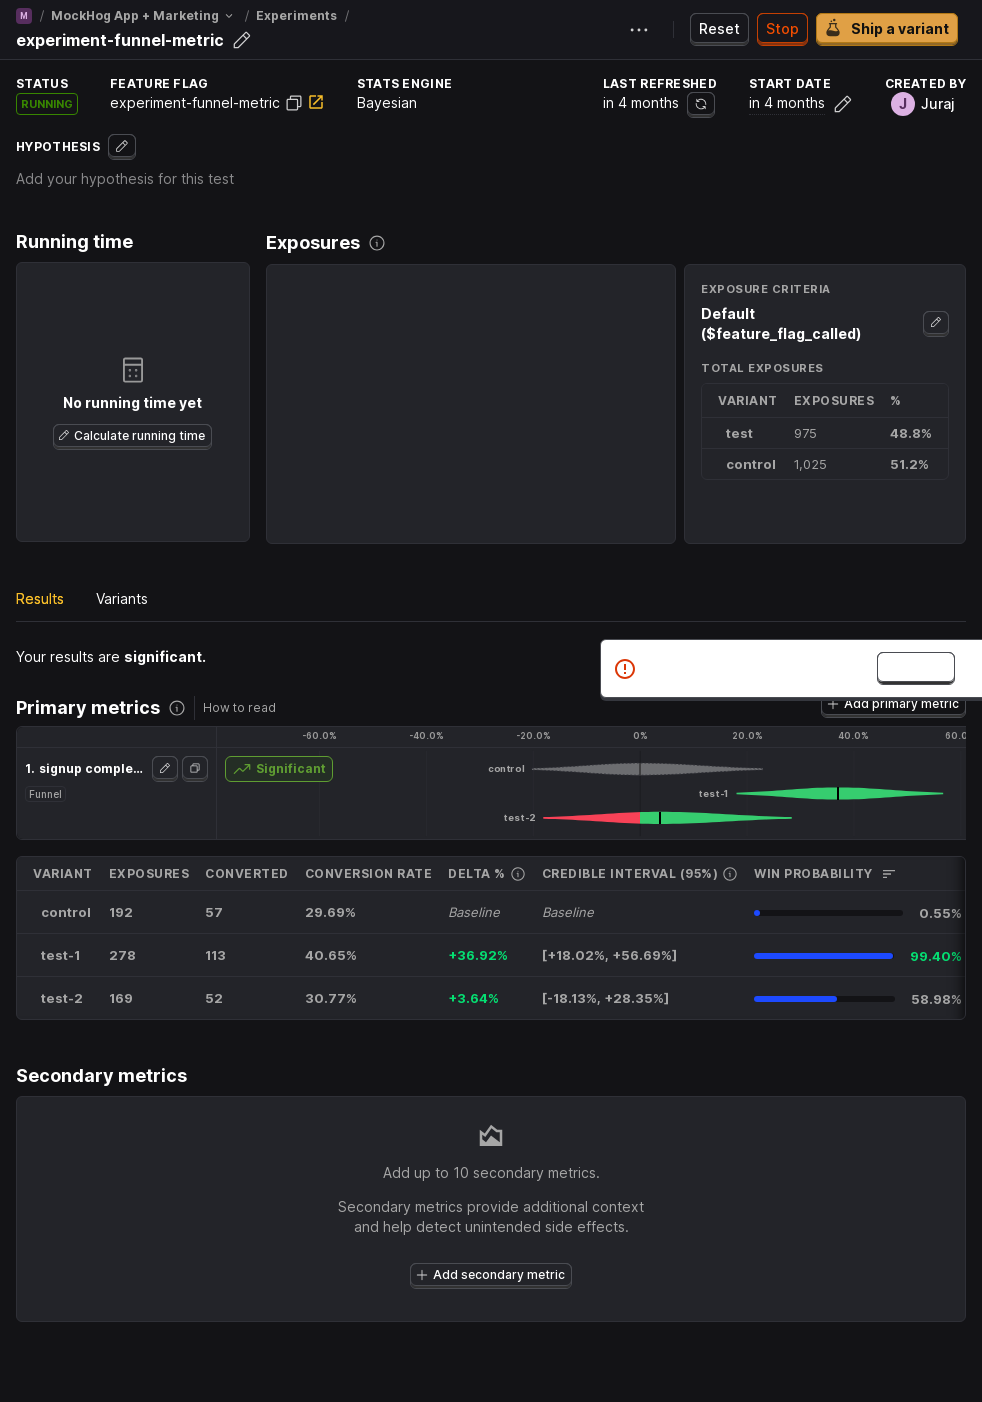 M / MockHog App + Marketing / Experiments /
experiment-funnel-metric
Reset
Stop
Ship a variant
STATUS
RUNNING
FEATURE FLAG
experiment-funnel-metric
STATS ENGINE
Bayesian
LAST REFRESHED
in 4 months
START DATE
in 4 months
CREATED BY
J Juraj
HYPOTHESIS
Add your hypothesis for this test
Running time
No running time yet
Calculate running time
Exposures
EXPOSURE CRITERIA
Default
($feature_flag_called)
TOTAL EXPOSURES
VARIANT EXPOSURES %
test 975 48.8%
control 1,025 51.2%
Results Variants
Your results are significant.
Primary metrics
How to read
Add primary metric
-60.0% -40.0% -20.0% 0% 20.0% 40.0% 60.0
1. signup comple...
Funnel
Significant
control
test-1
test-2
VARIANT EXPOSURES CONVERTED CONVERSION RATE DELTA % CREDIBLE INTERVAL (95%) WIN PROBABILITY
control 192 57 29.69% Baseline Baseline 0.55%
test-1 278 113 40.65% +36.92% [+18.02%, +56.69%] 99.40%
test-2 169 52 30.77% +3.64% [-18.13%, +28.35%] 58.98%
Secondary metrics
Add up to 10 secondary metrics.
Secondary metrics provide additional context
and help detect unintended side effects.
Add secondary metric